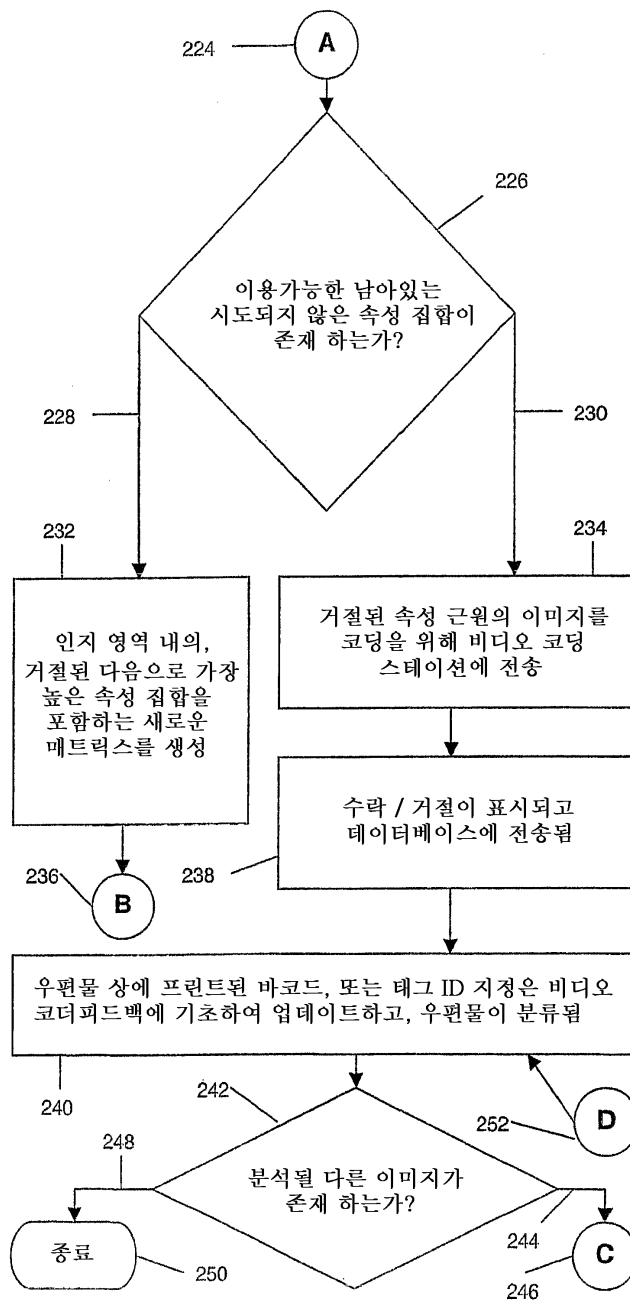 A
224
226
이용가능한 남아있는
시도되지 않은 속성 집합이
존재 하는가?
228
230
232
234
인지 영역 내의,
거절된 다음으로 가장
높은 속성 집합을
포함하는 새로운
매트릭스를 생성
거절된 속성 근원의 이미지를
코딩을 위해 비디오 코딩
스테이션에 전송
수락 / 거절이 표시되고
데이터베이스에 전송됨
236
B
238
우편물 상에 프린트된 바코드, 또는 태그 ID 지정은 비디오
코더피드백에 기초하여 업테이트하고, 우편물이 분류됨
240
242
D
252
248
분석될 다른 이미지가
존재 하는가?
244
종료
250
C
246